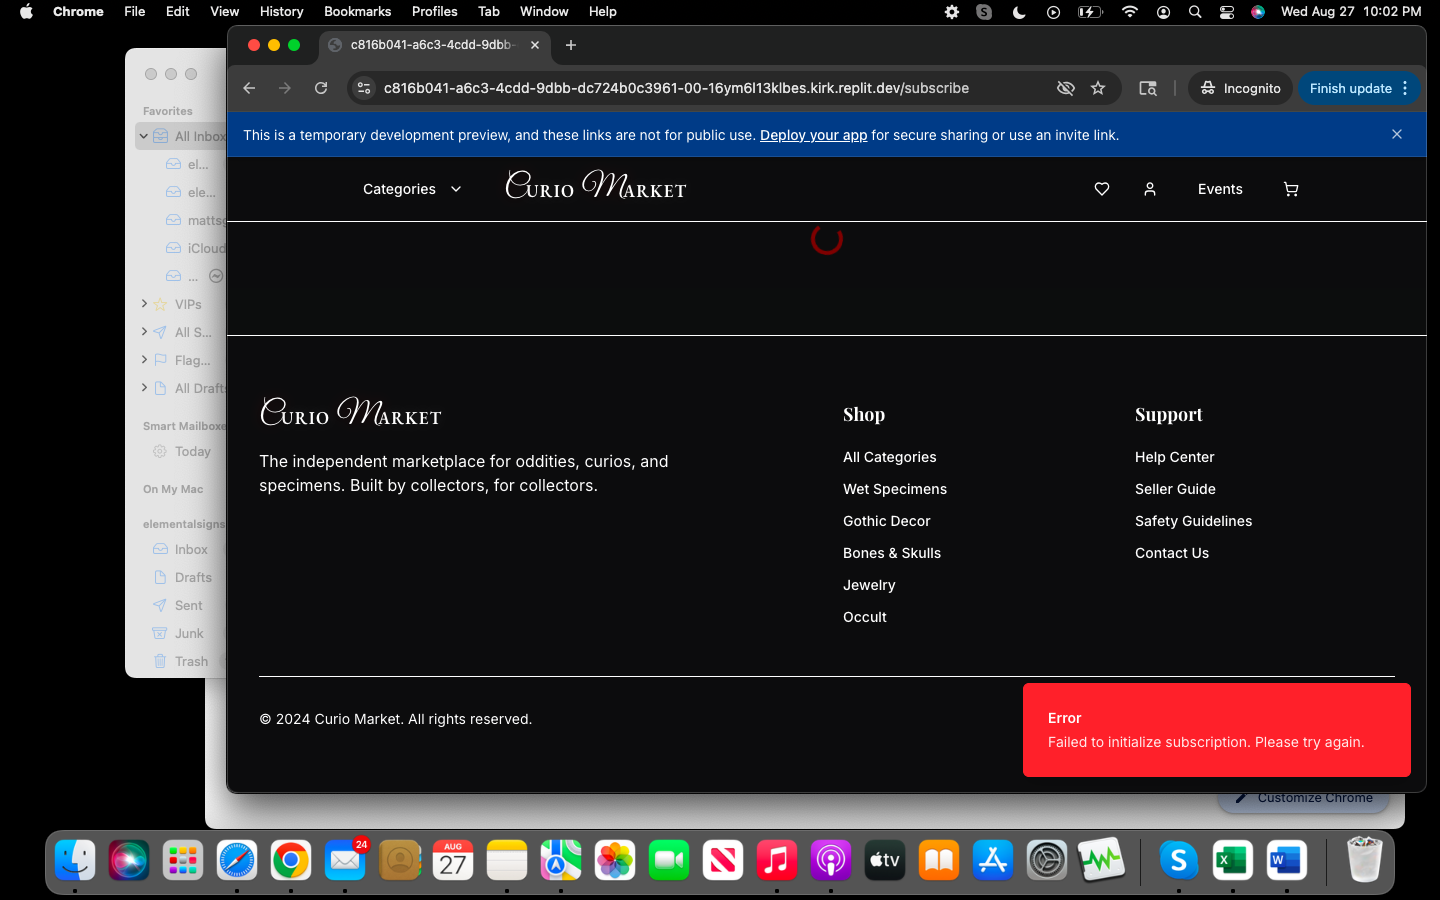 Chrome File Edit View History Bookmarks Profiles Tab Window Help
Wed Aug 27 10:02 PM
c816b041-a6c3-4cdd-9dbb-
c816b041-a6c3-4cdd-9dbb-dc724b0c3961-00-16ym6l13klbes.kirk.replit.dev/subscribe
Incognito
Finish update
This is a temporary development preview, and these links are not for public use. Deploy your app for secure sharing or use an invite link.
Categories
Curio Market
Events
Favorites
All Inbox
el...
ele...
matts
iCloud
...
VIPs
All S...
Flag...
All Drafts
Smart Mailboxe
Today
On My Mac
elementalsigns
Inbox
Drafts
Sent
Junk
Trash
Curio Market
The independent marketplace for oddities, curios, and
specimens. Built by collectors, for collectors.
Shop
All Categories
Wet Specimens
Gothic Decor
Bones & Skulls
Jewelry
Occult
Support
Help Center
Seller Guide
Safety Guidelines
Contact Us
© 2024 Curio Market. All rights reserved.
Error
Failed to initialize subscription. Please try again.
Customize Chrome
24
AUG
27
tv
S
X
W